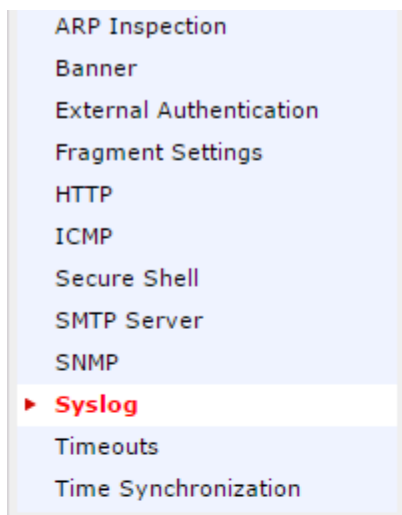 ARP Inspection
Banner
External Authentication
Fragment Settings
HTTP
ICMP
Secure Shell
SMTP Server
SNMP
Syslog
Timeouts
Time Synchronization